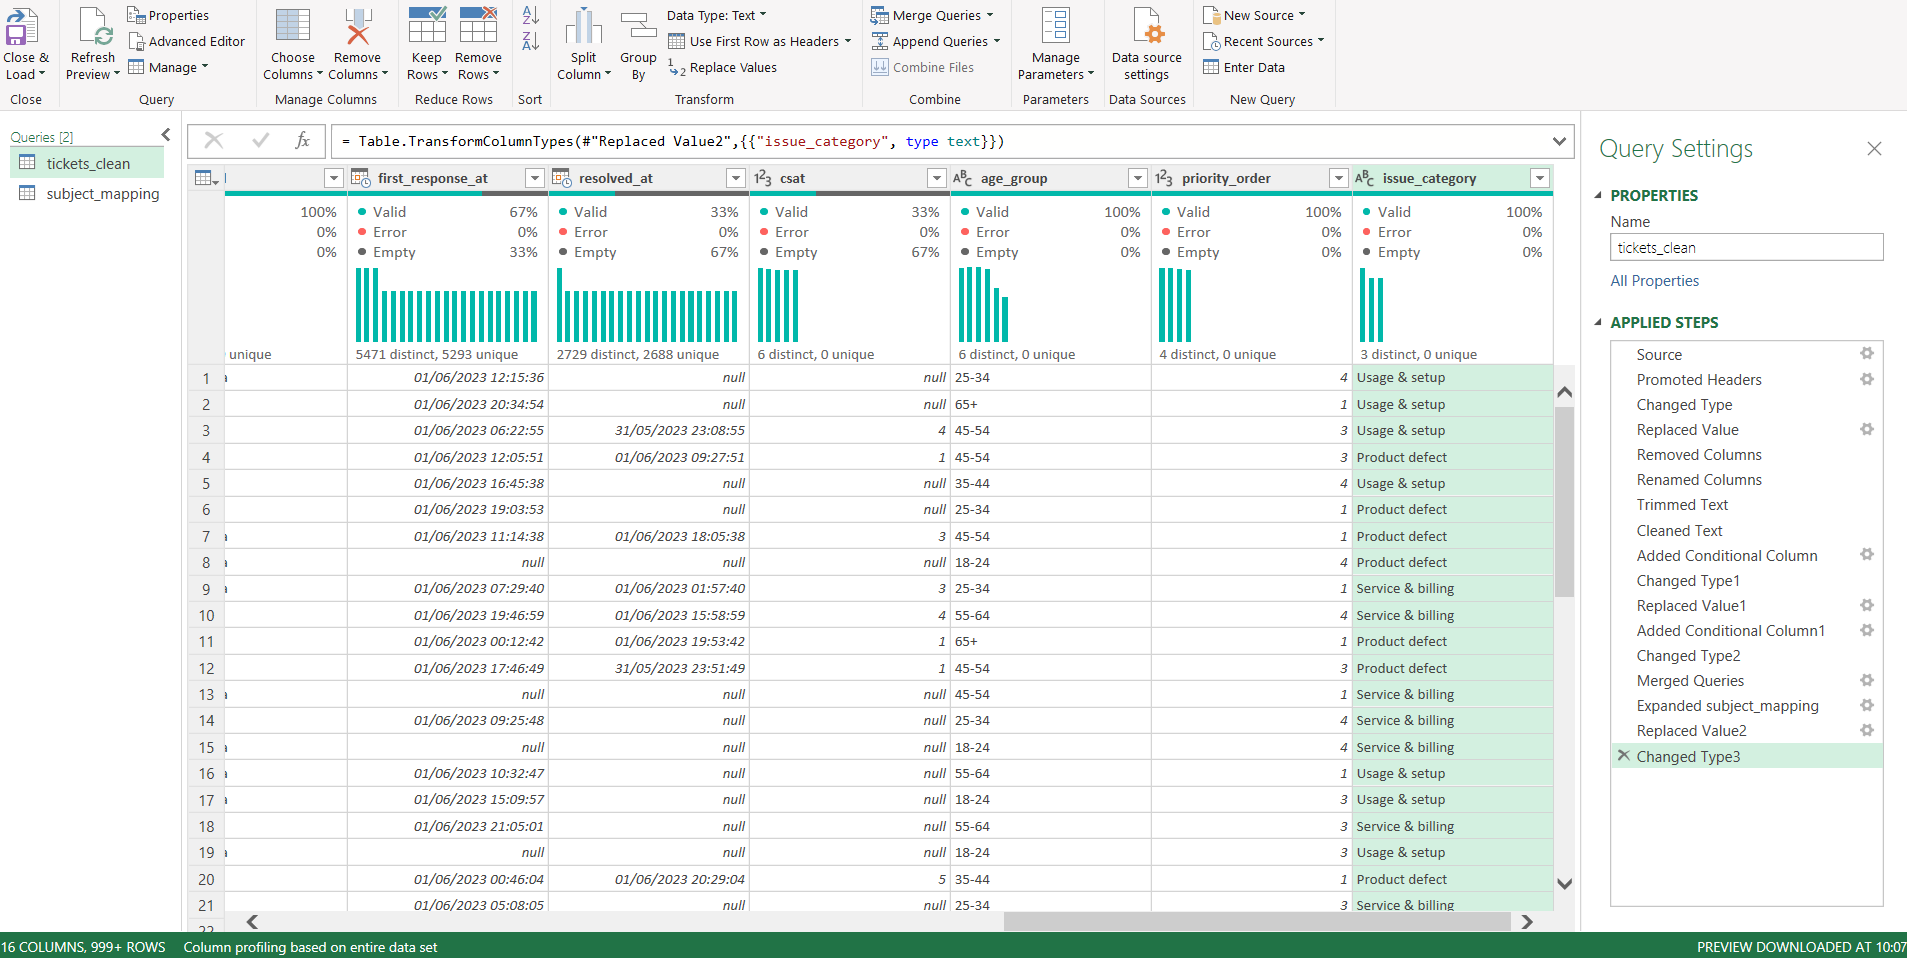 Close &
Load
Close
Refresh
Preview
Properties
Advanced Editor
Manage
Query
Choose
Columns
Remove
Columns
Manage Columns
Keep
Rows
Remove
Rows
Reduce Rows
Sort
Split
Column
Group
By
Data Type: Text
Use First Row as Headers
Replace Values
Transform
Merge Queries
Append Queries
Combine Files
Combine
Manage
Parameters
Parameters
Data source
settings
Data Sources
New Source
Recent Sources
Enter Data
New Query
Queries [2]
tickets_clean
subject_mapping
fx
= Table.TransformColumnTypes(#"Replaced Value2",{{"issue_category", type text}})
first_response_at resolved_at 123 csat ABC age_group 123 priority_order ABC issue_category
100% Valid 67% Valid 33% Valid 33% Valid 100% Valid 100% Valid 100%
0% Error 0% Error 0% Error 0% Error 0% Error 0% Error 0%
0% Empty 33% Empty 67% Empty 67% Empty 0% Empty 0% Empty 0%
unique 5471 distinct, 5293 unique 2729 distinct, 2688 unique 6 distinct, 0 unique 6 distinct, 0 unique 4 distinct, 0 unique 3 distinct, 0 unique
1 01/06/2023 12:15:36 null null 25-34 4 Usage & setup
2 01/06/2023 20:34:54 null null 65+ 1 Usage & setup
3 01/06/2023 06:22:55 31/05/2023 23:08:55 4 45-54 3 Usage & setup
4 01/06/2023 12:05:51 01/06/2023 09:27:51 1 45-54 3 Product defect
5 01/06/2023 16:45:38 null null 35-44 4 Usage & setup
6 01/06/2023 19:03:53 null null 25-34 1 Product defect
7 01/06/2023 11:14:38 01/06/2023 18:05:38 3 45-54 1 Product defect
8 null null null 18-24 4 Product defect
9 01/06/2023 07:29:40 01/06/2023 01:57:40 3 25-34 1 Service & billing
10 01/06/2023 19:46:59 01/06/2023 15:58:59 4 55-64 4 Service & billing
11 01/06/2023 00:12:42 01/06/2023 19:53:42 1 65+ 1 Product defect
12 01/06/2023 17:46:49 31/05/2023 23:51:49 1 45-54 3 Product defect
13 null null null 45-54 1 Service & billing
14 01/06/2023 09:25:48 null null 25-34 4 Service & billing
15 null null null 18-24 4 Service & billing
16 01/06/2023 10:32:47 null null 55-64 1 Usage & setup
17 01/06/2023 15:09:57 null null 18-24 3 Usage & setup
18 01/06/2023 21:05:01 null null 55-64 3 Service & billing
19 null null null 18-24 3 Usage & setup
20 01/06/2023 00:46:04 01/06/2023 20:29:04 5 35-44 1 Product defect
21 01/06/2023 05:08:05 null null 25-34 3 Service & billing
22
Query Settings
PROPERTIES
Name
tickets_clean
All Properties
APPLIED STEPS
Source
Promoted Headers
Changed Type
Replaced Value
Removed Columns
Renamed Columns
Trimmed Text
Cleaned Text
Added Conditional Column
Changed Type1
Replaced Value1
Added Conditional Column1
Changed Type2
Merged Queries
Expanded subject_mapping
Replaced Value2
Changed Type3
16 COLUMNS, 999+ ROWS Column profiling based on entire data set PREVIEW DOWNLOADED AT 10:07